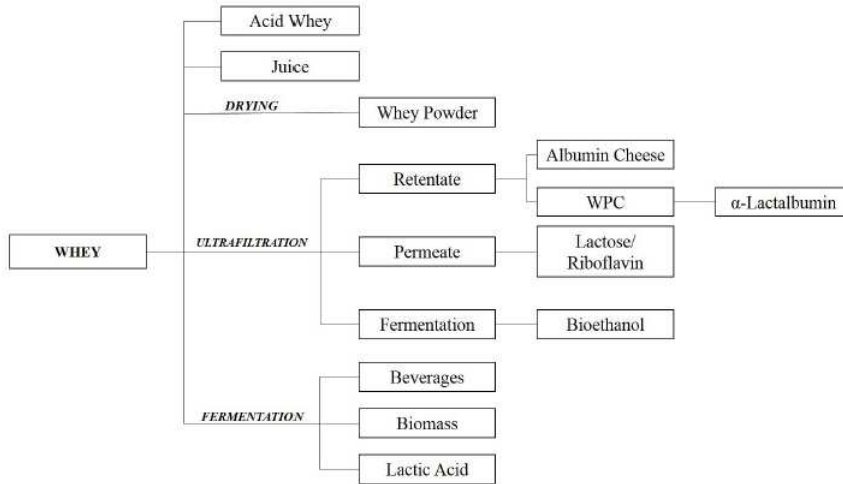 Acid Whey
Juice
DRYING
Whey Powder
Albumin Cheese
Retentate
WPC
α-Lactalbumin
WHEY
ULTRAFILTRATION
Permeate
Lactose/
Riboflavin
Fermentation
Bioethanol
Beverages
FERMENTATION
Biomass
Lactic Acid